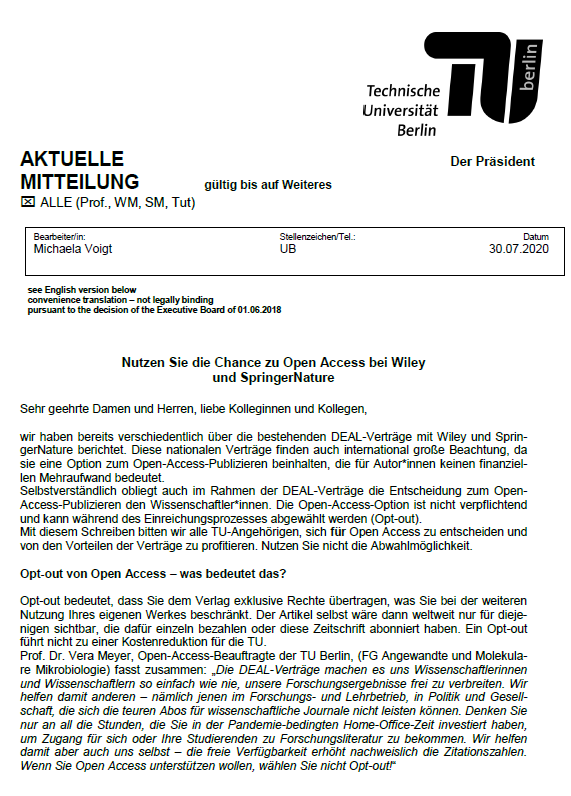 Technische
Universität
Berlin
berlin
AKTUELLE
MITTEILUNG
gültig bis auf Weiteres
Der Präsident
☒ ALLE (Prof., WM, SM, Tut)
Bearbeiter/in: Stellenzeichen/Tel.: Datum
Michaela Voigt UB 30.07.2020
see English version below
convenience translation – not legally binding
pursuant to the decision of the Executive Board of 01.06.2018
Nutzen Sie die Chance zu Open Access bei Wiley
und SpringerNature
Sehr geehrte Damen und Herren, liebe Kolleginnen und Kollegen,
wir haben bereits verschiedentlich über die bestehenden DEAL-Verträge mit Wiley und Sprin-
gerNature berichtet. Diese nationalen Verträge finden auch international große Beachtung, da
sie eine Option zum Open-Access-Publizieren beinhalten, die für Autor*innen keinen finanziel-
len Mehraufwand bedeutet.
Selbstverständlich obliegt auch im Rahmen der DEAL-Verträge die Entscheidung zum Open-
Access-Publizieren den Wissenschaftler*innen. Die Open-Access-Option ist nicht verpflichtend
und kann während des Einreichungsprozesses abgewählt werden (Opt-out).
Mit diesem Schreiben bitten wir alle TU-Angehörigen, sich für Open Access zu entscheiden und
von den Vorteilen der Verträge zu profitieren. Nutzen Sie nicht die Abwahlmöglichkeit.
Opt-out von Open Access – was bedeutet das?
Opt-out bedeutet, dass Sie dem Verlag exklusive Rechte übertragen, was Sie bei der weiteren
Nutzung Ihres eigenen Werkes beschränkt. Der Artikel selbst wäre dann weltweit nur für dieje-
nigen sichtbar, die dafür einzeln bezahlen oder diese Zeitschrift abonniert haben. Ein Opt-out
führt nicht zu einer Kostenreduktion für die TU.
Prof. Dr. Vera Meyer, Open-Access-Beauftragte der TU Berlin, (FG Angewandte und Molekula-
re Mikrobiologie) fasst zusammen: „Die DEAL-Verträge machen es uns Wissenschaftlerinnen
und Wissenschaftlern so einfach wie nie, unsere Forschungsergebnisse frei zu verbreiten. Wir
helfen damit anderen – nämlich jenen im Forschungs- und Lehrbetrieb, in Politik und Gesell-
schaft, die sich die teuren Abos für wissenschaftliche Journale nicht leisten können. Denken Sie
nur an all die Stunden, die Sie in der Pandemie-bedingten Home-Office-Zeit investiert haben,
um Zugang für sich oder Ihre Studierenden zu Forschungsliteratur zu bekommen. Wir helfen
damit aber auch uns selbst – die freie Verfügbarkeit erhöht nachweislich die Zitationszahlen.
Wenn Sie Open Access unterstützen wollen, wählen Sie nicht Opt-out!“